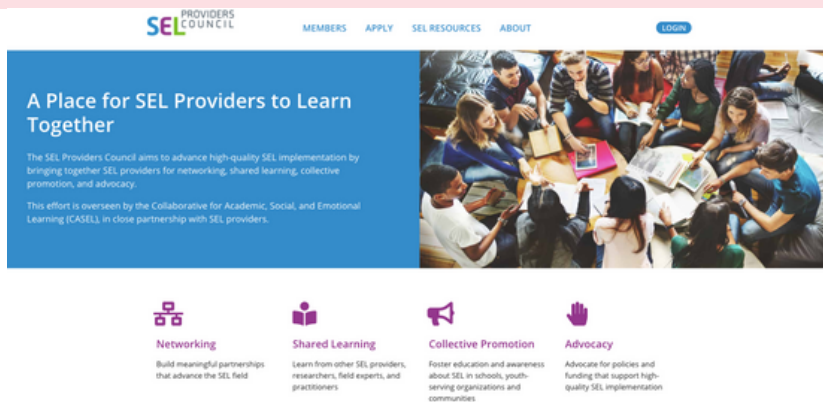 SEL PROVIDERS COUNCIL
MEMBERS APPLY SEL RESOURCES ABOUT LOGIN
A Place for SEL Providers to Learn
Together
The SEL Providers Council aims to advance high-quality SEL implementation by
bringing together SEL providers for networking, shared learning, collective
promotion, and advocacy.
This effort is overseen by the Collaborative for Academic, Social, and Emotional
Learning (CASEL), in close partnership with SEL providers.
Networking
Build meaningful partnerships
that advance the SEL field
Shared Learning
Learn from other SEL providers,
researchers, field experts, and
practitioners
Collective Promotion
Foster education and awareness
about SEL in schools, youth-
serving organizations and
communities
Advocacy
Advocate for policies and
funding that support high-
quality SEL implementation